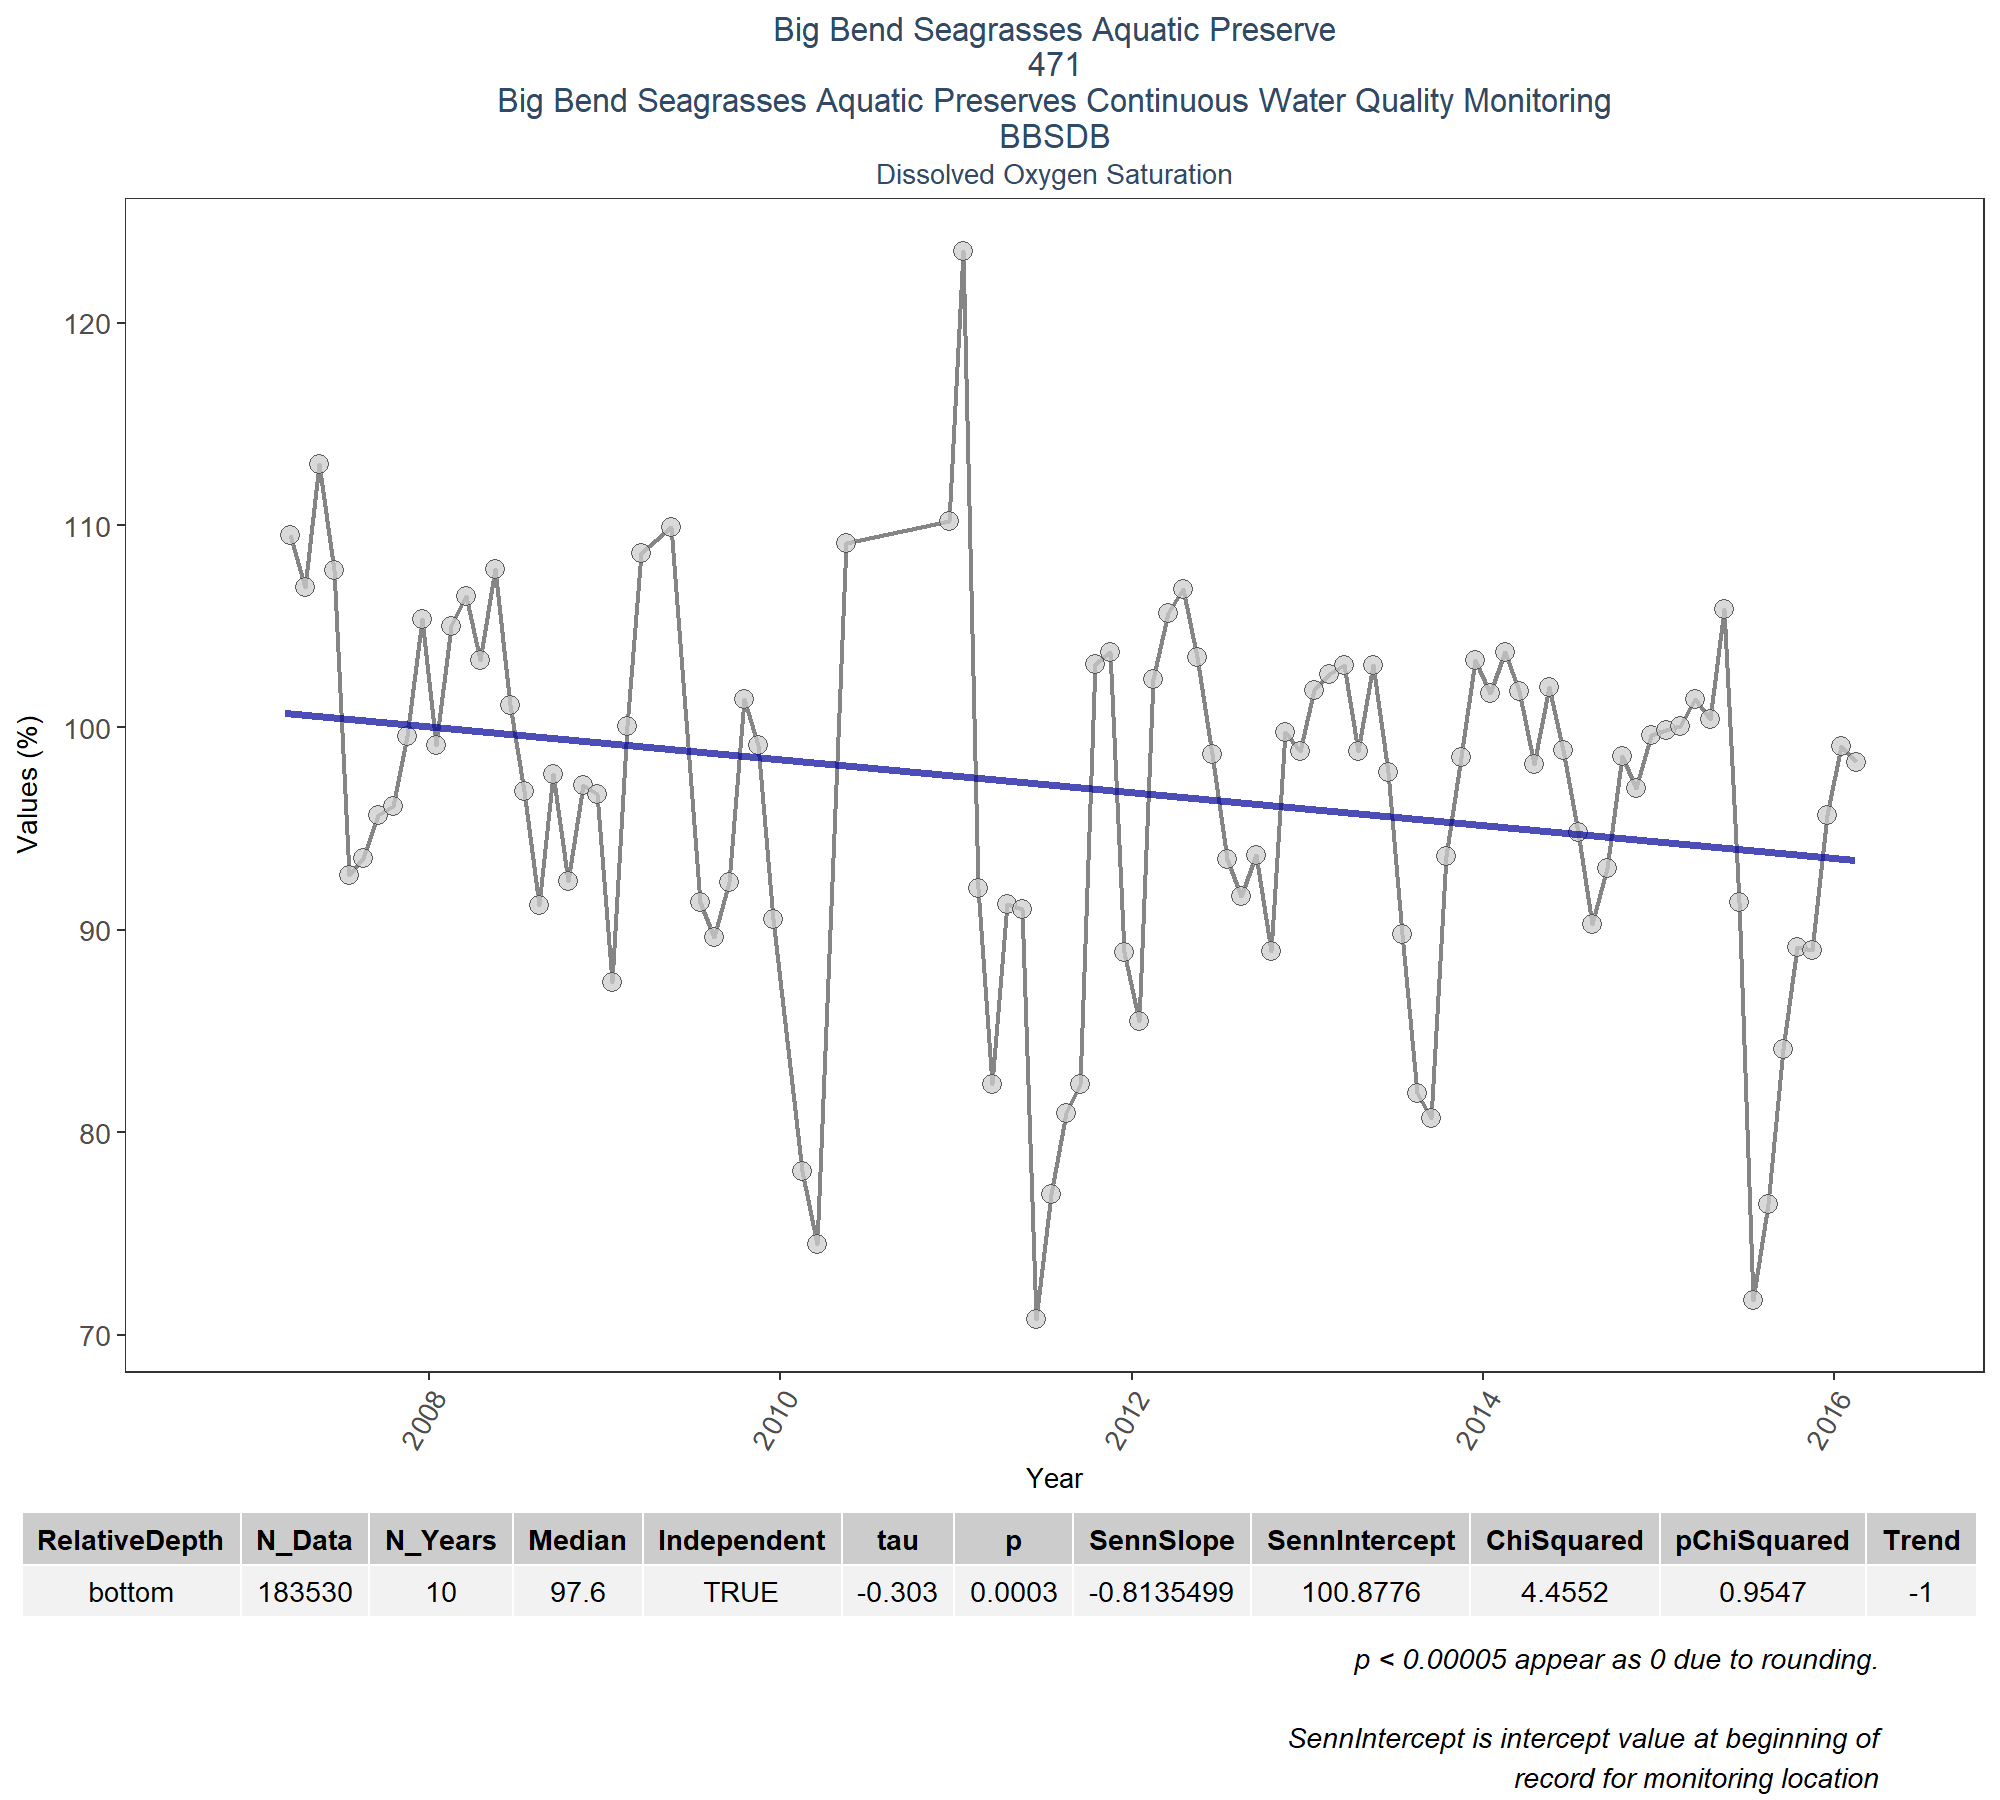 Big Bend Seagrasses Aquatic Preserve
471
Big Bend Seagrasses Aquatic Preserves Continuous Water Quality Monitoring
BBSDB
Dissolved Oxygen Saturation
120
110
100
90
80
70
Values (%)
2008
2010
2012
2014
2016
Year
RelativeDepth N_Data N_Years Median Independent tau p SennSlope SennIntercept ChiSquared pChiSquared Trend
bottom 183530 10 97.6 TRUE -0.303 0.0003 -0.8135499 100.8776 4.4552 0.9547 -1
p < 0.00005 appear as 0 due to rounding.
SennIntercept is intercept value at beginning of
record for monitoring location